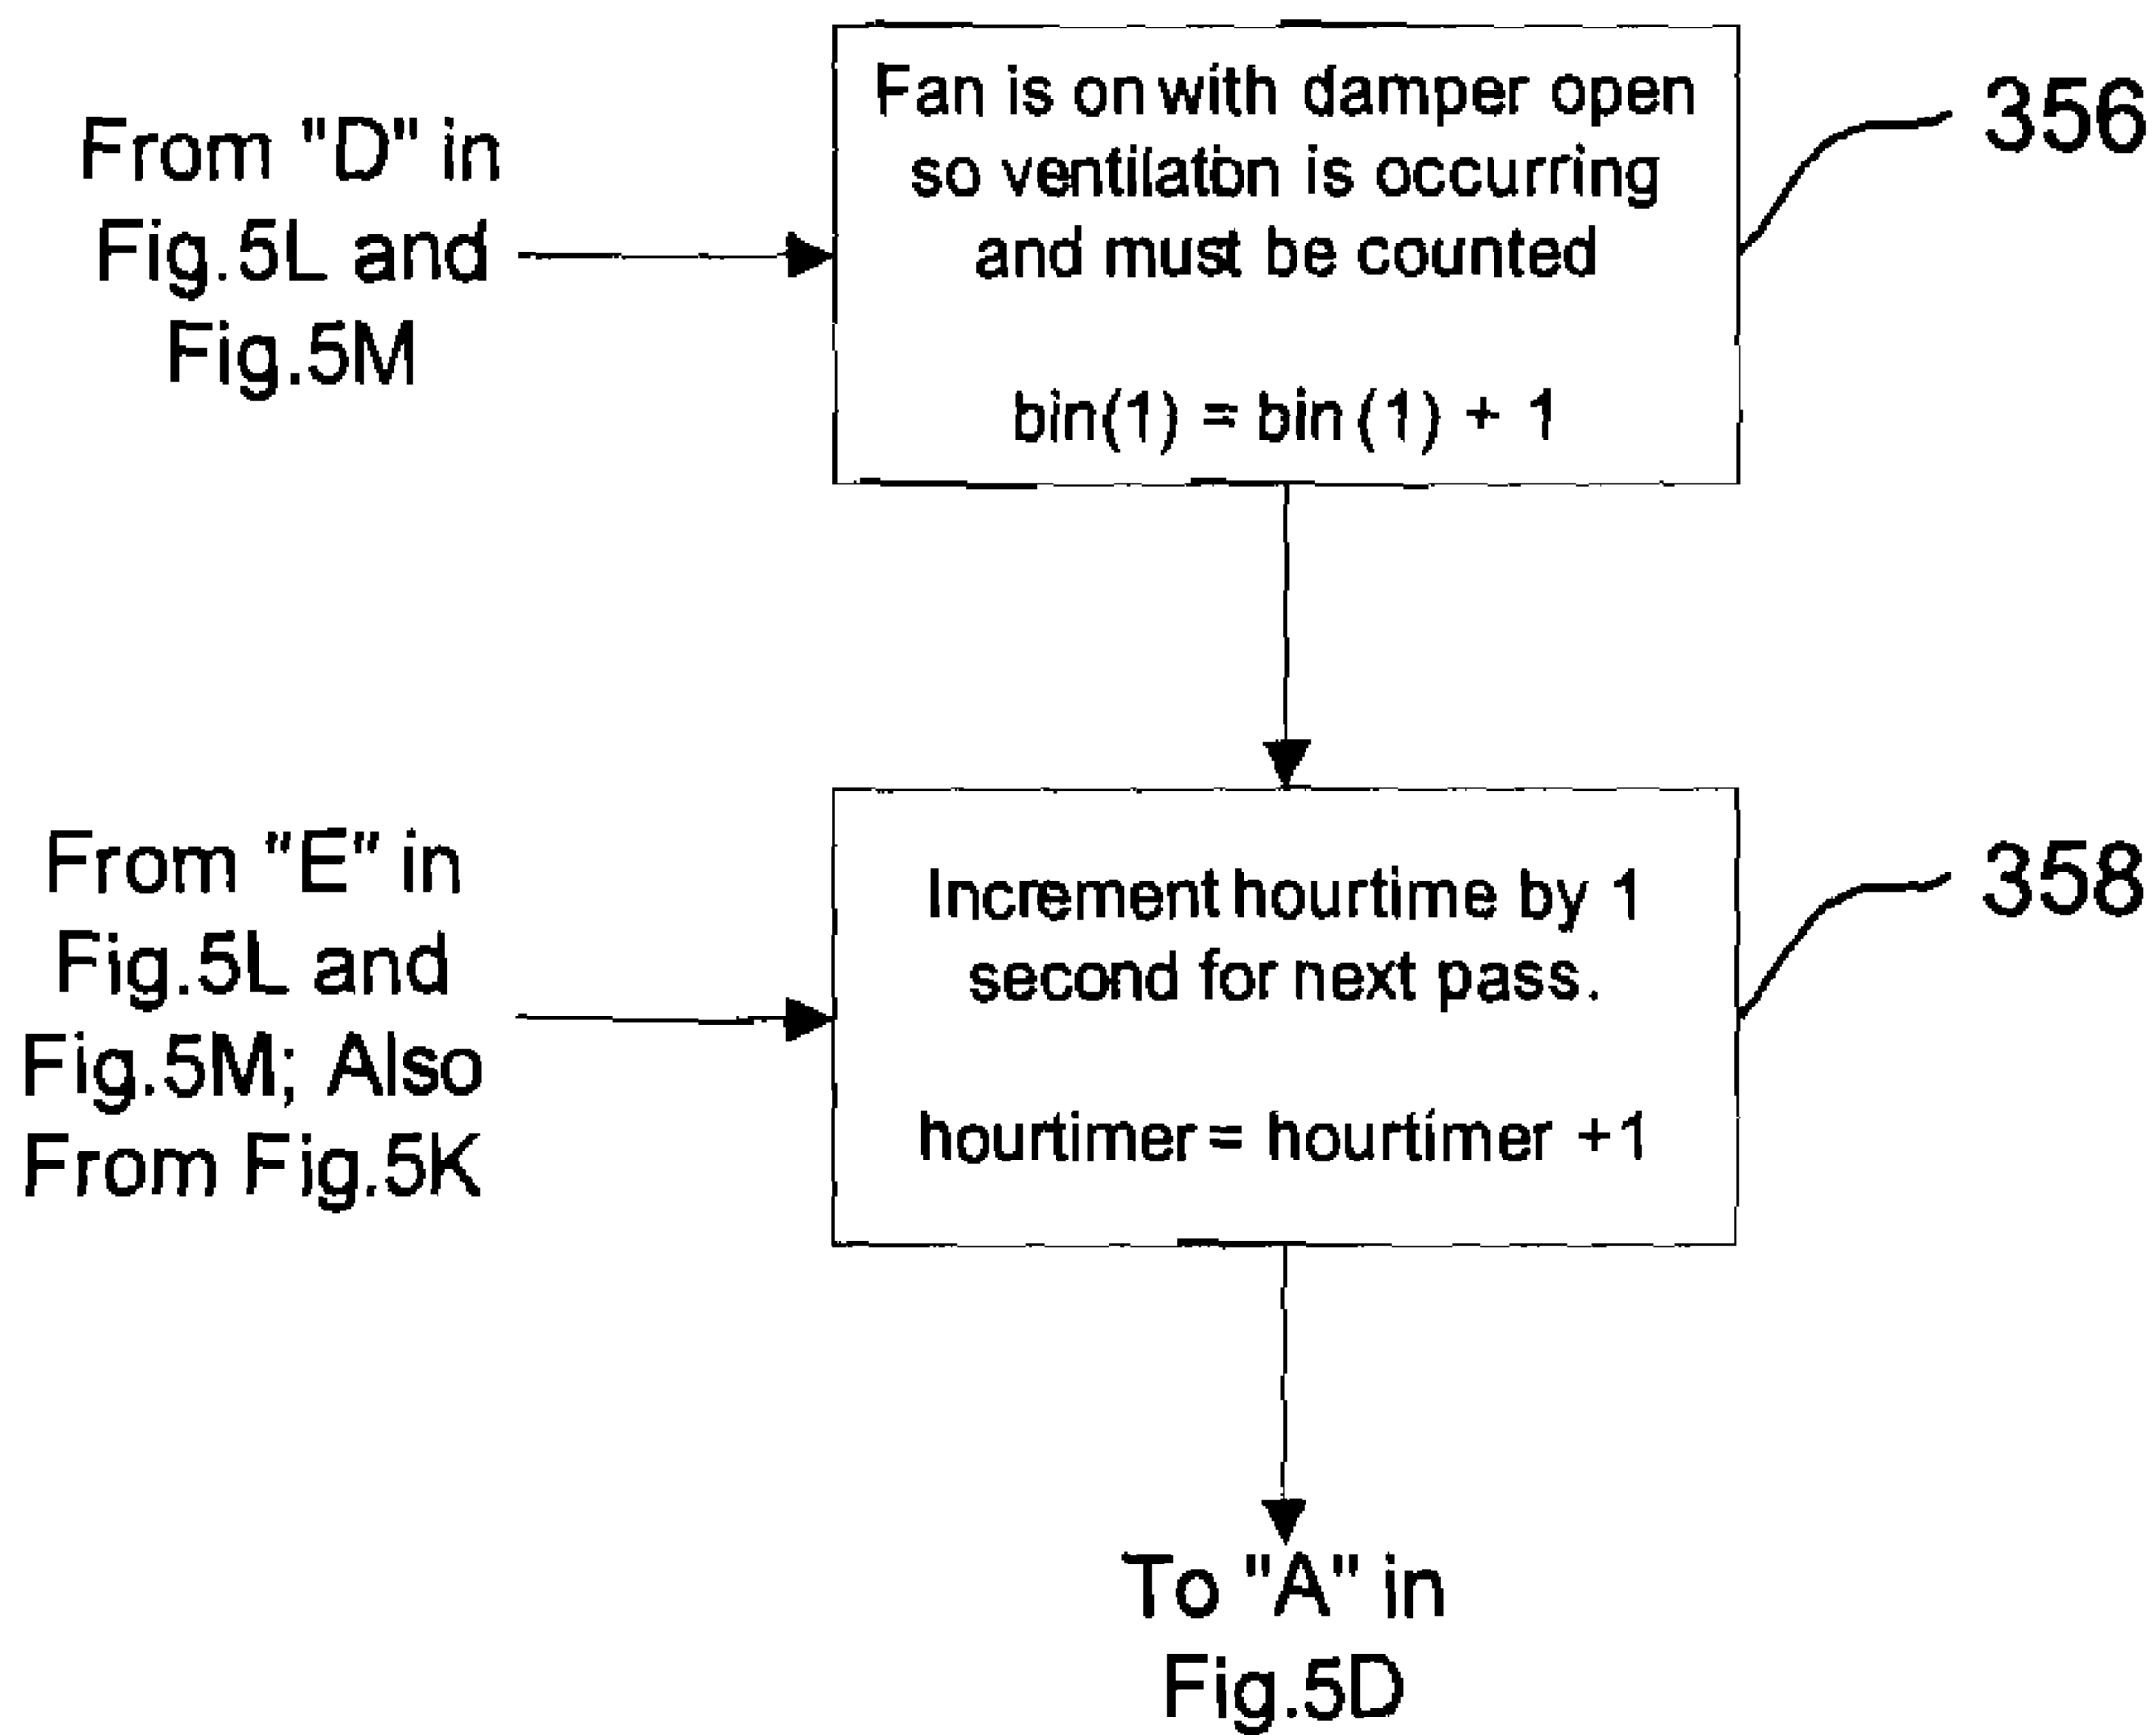 From "D" in
Fig.5L and
Fig.5M
Fan is on with damper open
so ventilaton is occurring
and must be counted
bin(1) = bin (1) + 1
356
From "E" in
Fig.5L and
Fig.5M; Also
From Fig.5K
Increment hourtime by 1
second for next pass.
hourtimer = hourtimer +1
358
To "A" in
Fig.5D